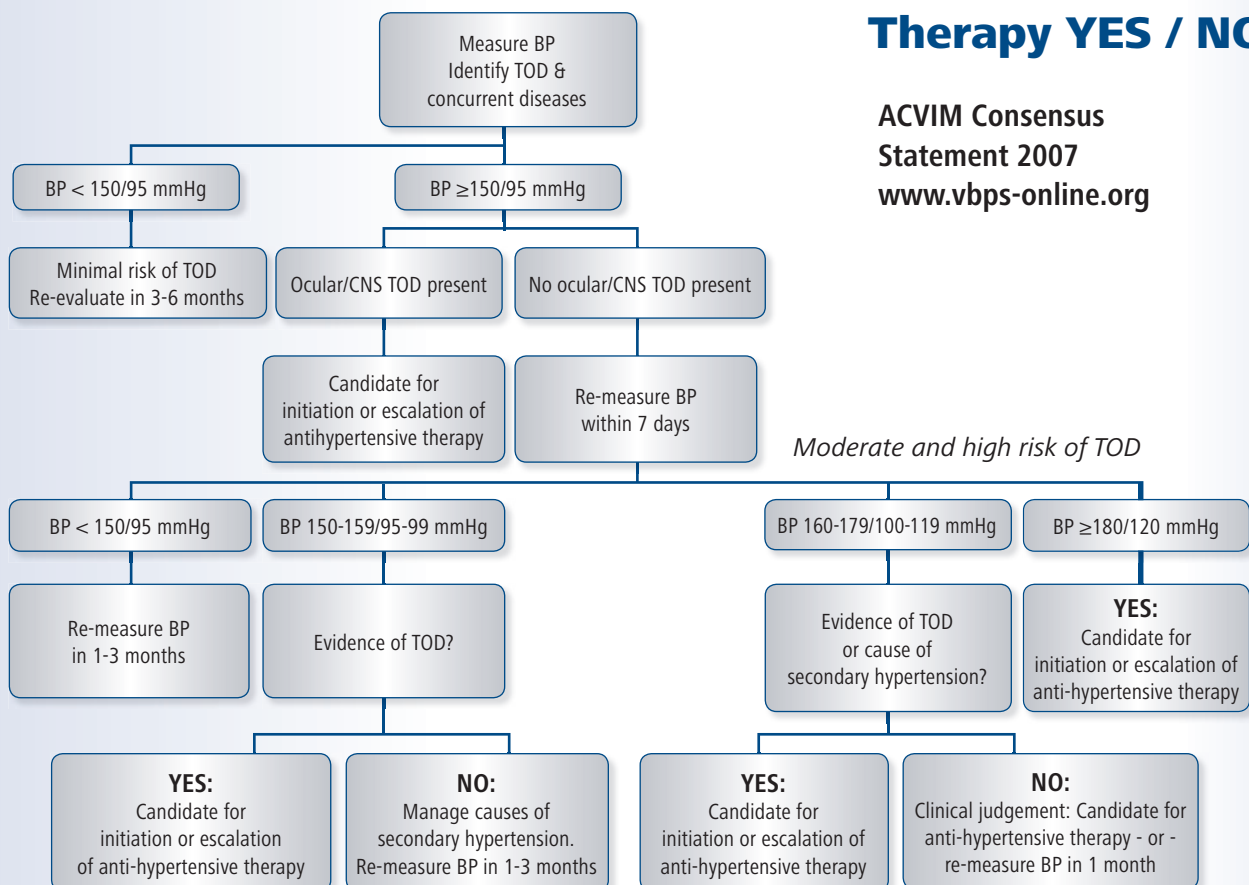 Therapy YES / NO
ACVIM Consensus
Statement 2007
www.vbps-online.org
Measure BP
Identify TOD &
concurrent diseases
BP < 150/95 mmHg
BP ≥150/95 mmHg
Minimal risk of TOD
Re-evaluate in 3-6 months
Ocular/CNS TOD present
No ocular/CNS TOD present
Candidate for
initiation or escalation of
antihypertensive therapy
Re-measure BP
within 7 days
Moderate and high risk of TOD
BP < 150/95 mmHg
BP 150-159/95-99 mmHg
BP 160-179/100-119 mmHg
BP ≥180/120 mmHg
Re-measure BP
in 1-3 months
Evidence of TOD?
Evidence of TOD
or cause of
secondary hypertension?
YES:
Candidate for
initiation or escalation of
anti-hypertensive therapy
YES:
Candidate for
initiation or escalation
of anti-hypertensive therapy
NO:
Manage causes of
secondary hypertension.
Re-measure BP in 1-3 months
YES:
Candidate for
initiation or escalation of
anti-hypertensive therapy
NO:
Clinical judgement: Candidate for
anti-hypertensive therapy - or -
re-measure BP in 1 month